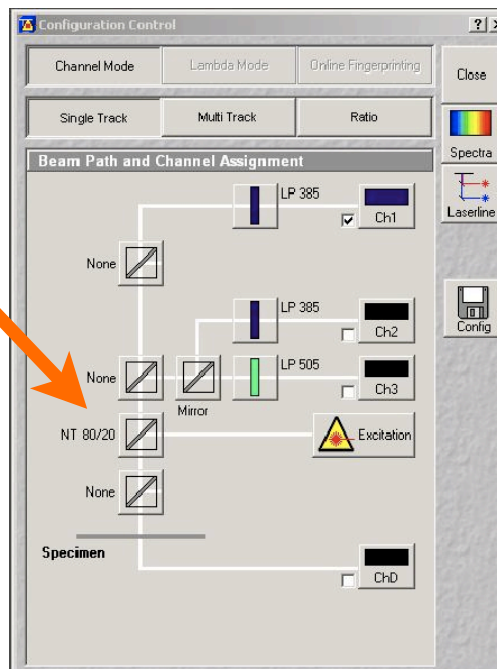 Configuration Control
Channel Mode Lambda Mode Online Fingerprinting
Close
Single Track Multi Track Ratio
Spectra
Beam Path and Channel Assignment
LP 385
Ch1
Laserline
None
LP 385
Ch2
Config
None
LP 505
Ch3
Mirror
NT 80/20
Excitation
None
Specimen
ChD